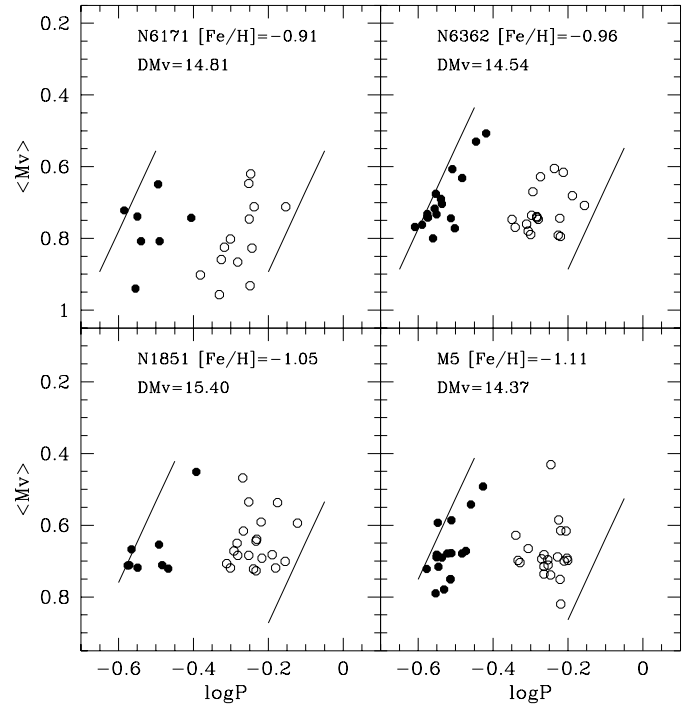 N6171 [Fe/H]=−0.91
DMv=14.81
N6362 [Fe/H]=−0.96
DMv=14.54
0.2
0.4
0.6
0.8
1
<Mv>
N1851 [Fe/H]=−1.05
DMv=15.40
M5 [Fe/H]=−1.11
DMv=14.37
0.2
0.4
0.6
0.8
<Mv>
−0.6 −0.4 −0.2 0 −0.6 −0.4 −0.2 0
logP logP